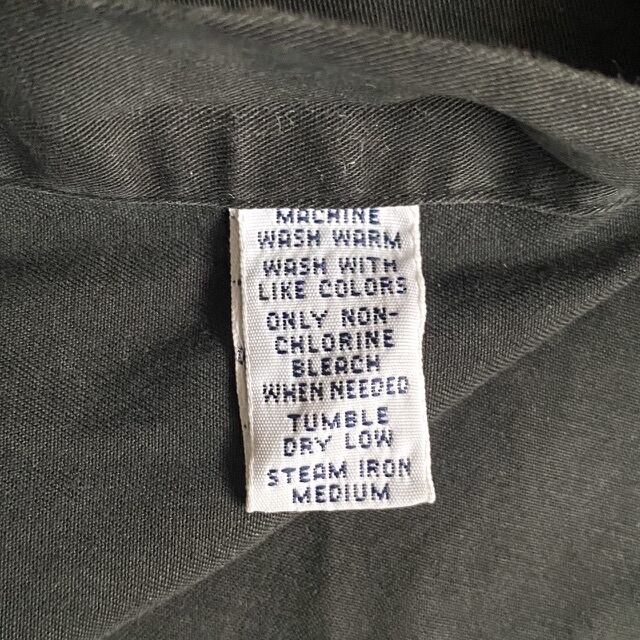 MACHINE
WASH WARM
WASH WITH
LIKE COLORS
ONLY NON-
CHLORINE
BLEACH
WHEN NEEDED
TUMBLE
DRY LOW
STEAM IRON
MEDIUM